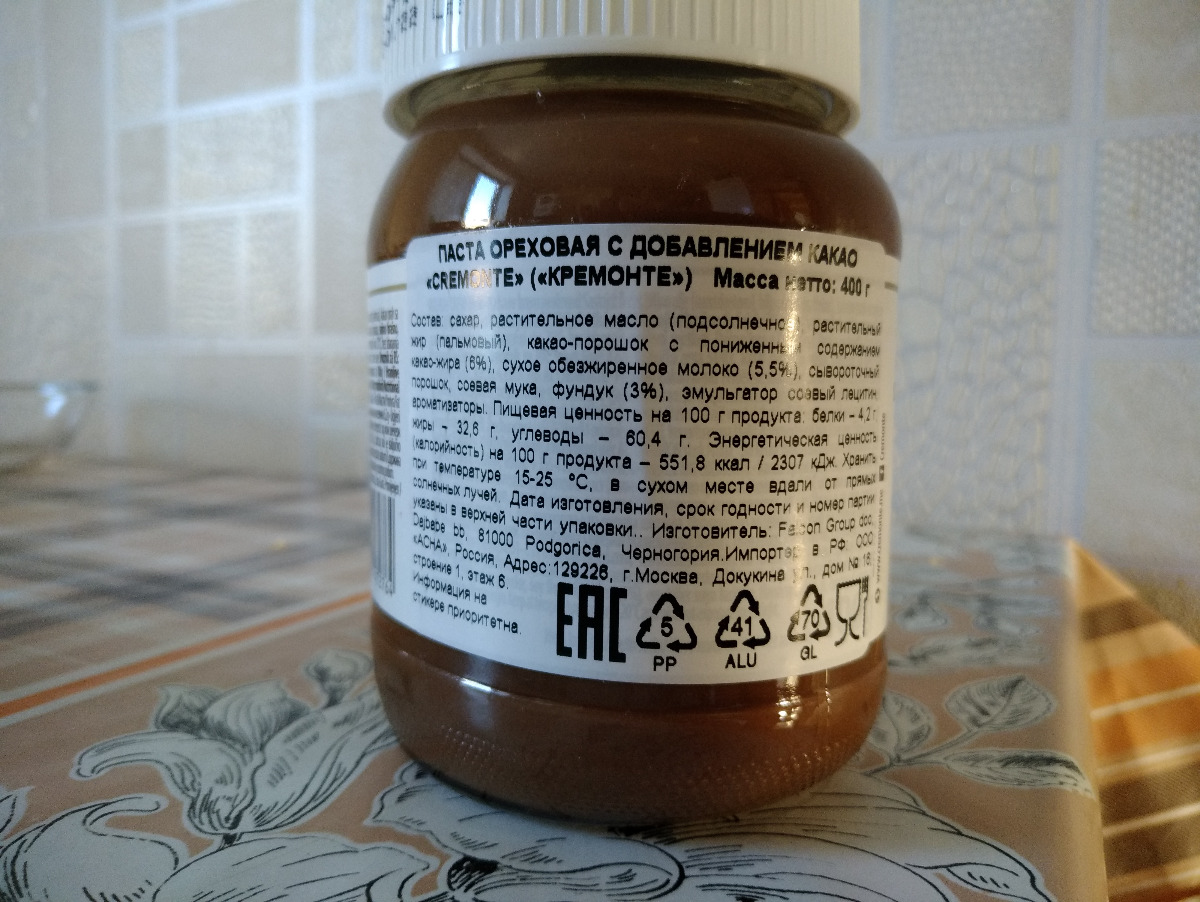 ПАСТА ОРЕХОВАЯ С ДОБАВЛЕНИЕМ КАКАО
«CREMONTE» («КРЕМОНТЕ») Масса нетто: 400 г
Состав: сахар, растительное масло (подсолнечное), растительный
жир (пальмовый), какао-порошок с пониженным содержанием
какао-жира (6%), сухое обезжиренное молоко (5,5%), сывороточный
порошок, соевая мука, фундук (3%), эмульгатор соевый лецитин,
ароматизаторы. Пищевая ценность на 100 г продукта: белки – 4,2 г,
жиры – 32,6 г, углеводы – 60,4 г. Энергетическая ценность
(калорийность) на 100 г продукта – 551,8 ккал / 2307 кДж. Хранить
при температуре 15-25 °С, в сухом месте вдали от прямых
солнечных лучей. Дата изготовления, срок годности и номер партии
указаны в верхней части упаковки.. Изготовитель: Falcon Group doo,
Dajbabe bb, 81000 Podgorica, Черногория.Импортер в РФ: ООО
«АСНА», Россия, Адрес:129226, г.Москва, Докукина ул., дом № 16,
строение 1, этаж 6.
Информация на
стикере приоритетна.
EAC
5 41 70
PP ALU GL